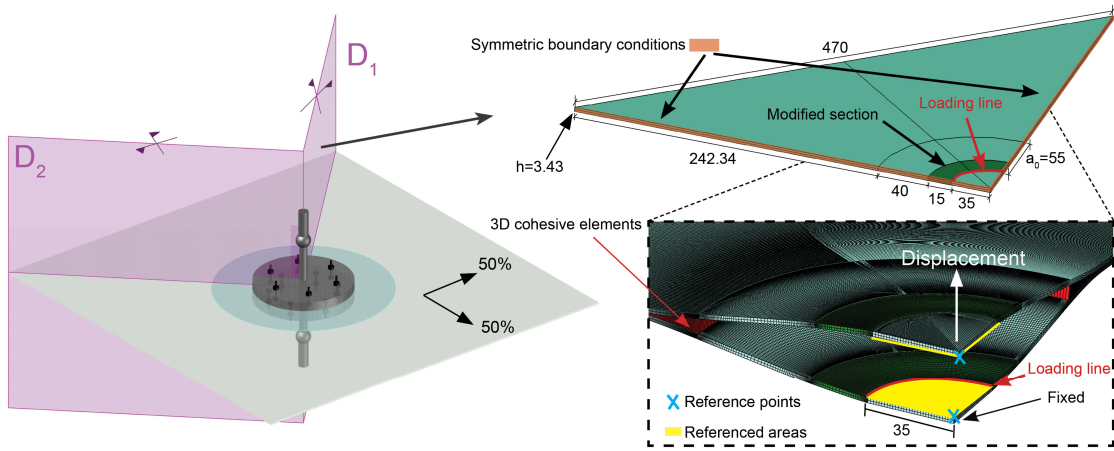 D1
D2
50%
50%
Symmetric boundary conditions
470
Modified section
Loading line
h=3.43
242.34
40
15
35
a0=55
3D cohesive elements
Displacement
Loading line
Reference points
Fixed
Referenced areas
35